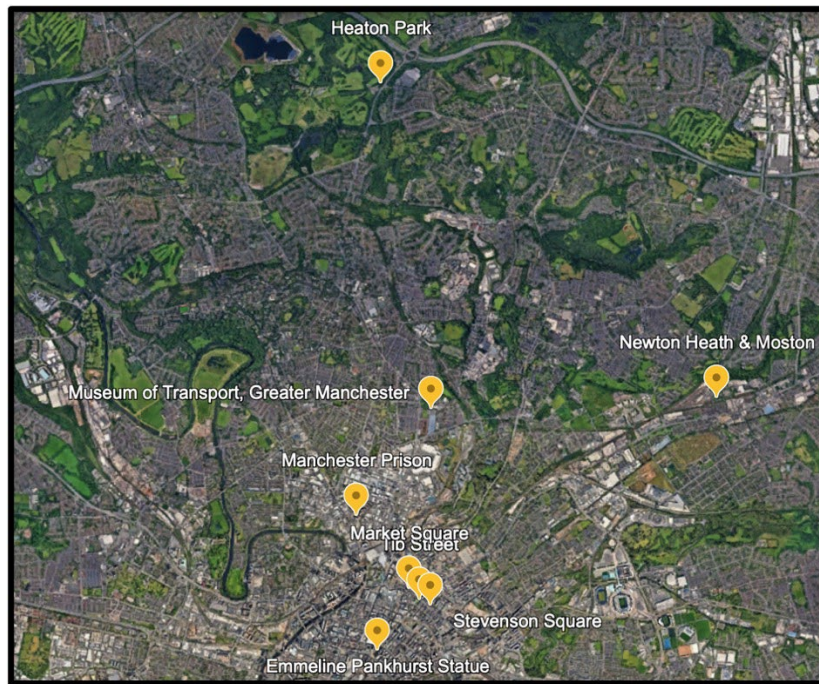 Heaton Park
Newton Heath & Moston
Museum of Transport, Greater Manchester
Manchester Prison
Market Square
Tib Street
Stevenson Square
Emmeline Pankhurst Statue